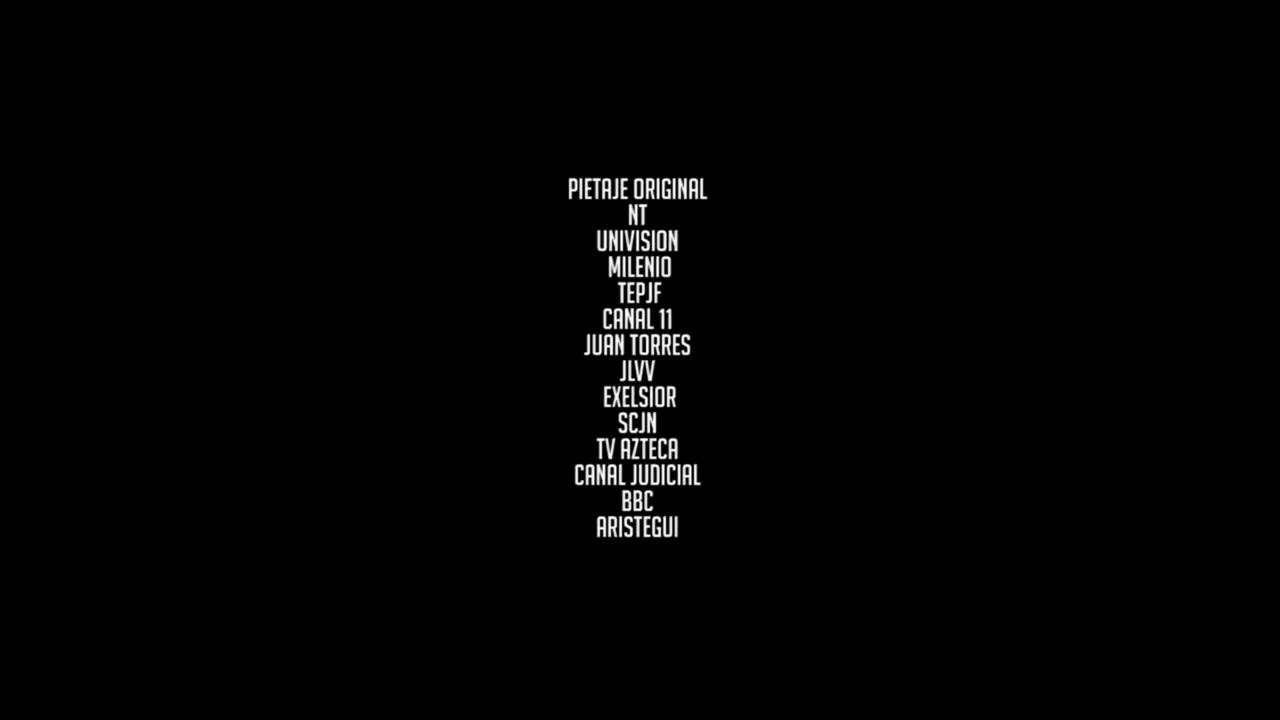 PIETAJE ORIGINAL
NT
UNIVISION
MILENIO
TEPJF
CANAL 11
JUAN TORRES
JLVV
EXELSIOR
SCJN
TV AZTECA
CANAL JUDICIAL
BBC
ARISTEGUI